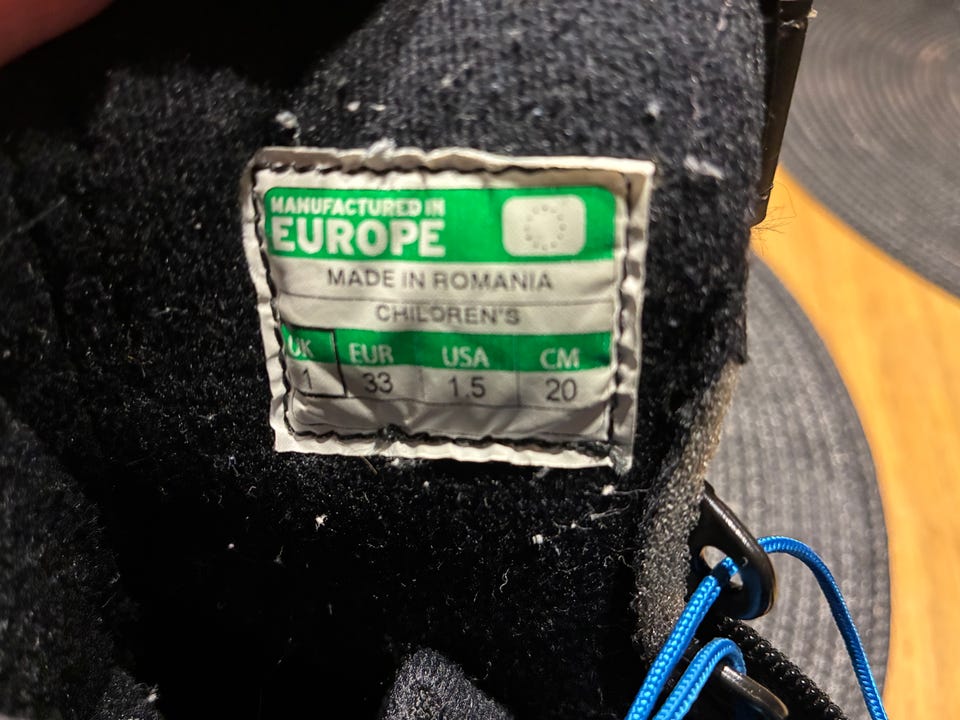 MANUFACTURED IN
EUROPE
MADE IN ROMANIA
CHILDREN'S
UK EUR USA CM
1 33 1.5 20